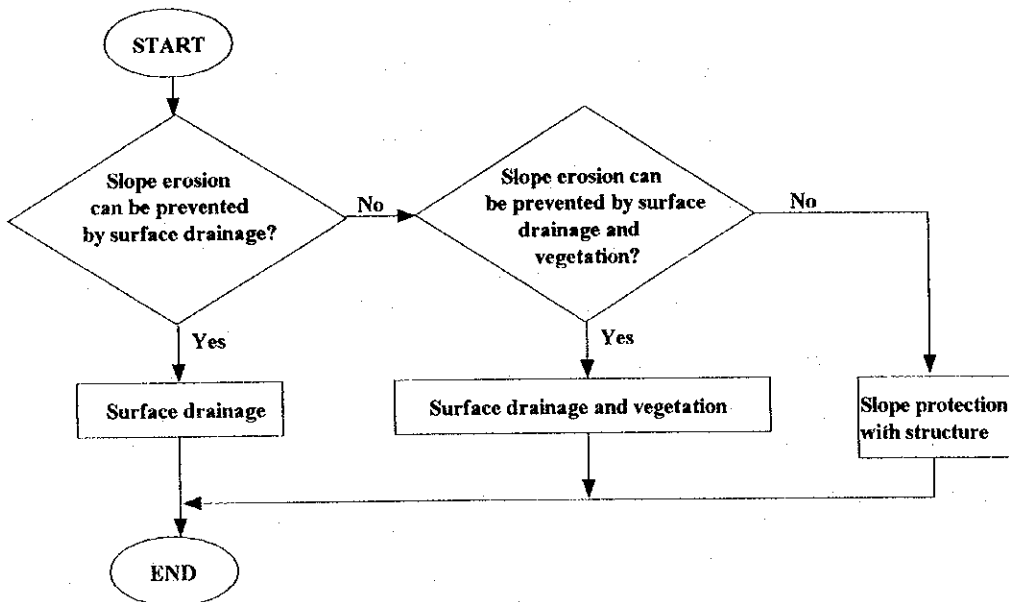 START
Slope erosion
can be prevented
by surface drainage?
No
Slope erosion can
be prevented by surface
drainage and
vegetation?
No
Yes
Yes
Surface drainage
Surface drainage and vegetation
Slope protection
with structure
END